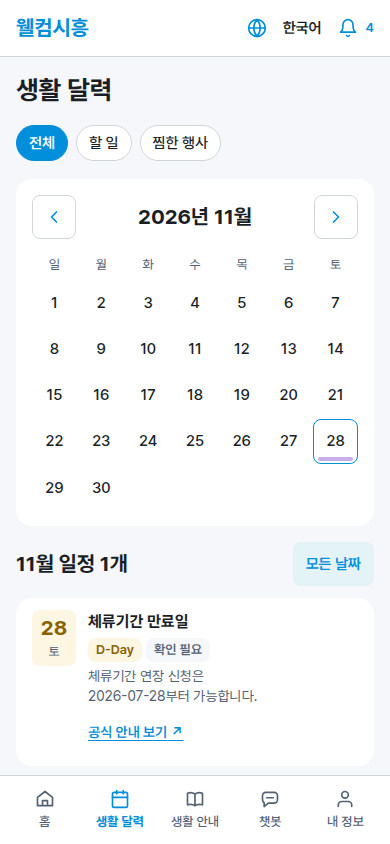 웰컴시흥 한국어 4
생활 달력
전체 할 일 찜한 행사
2026년 11월
일 월 화 수 목 금 토
1 2 3 4 5 6 7
8 9 10 11 12 13 14
15 16 17 18 19 20 21
22 23 24 25 26 27 28
29 30
11월 일정 1개 모든 날짜
28 체류기간 만료일
토 D-Day 확인 필요
체류기간 연장 신청은
2026-07-28부터 가능합니다.
공식 안내 보기
홈 생활 달력 생활 안내 챗봇 내 정보